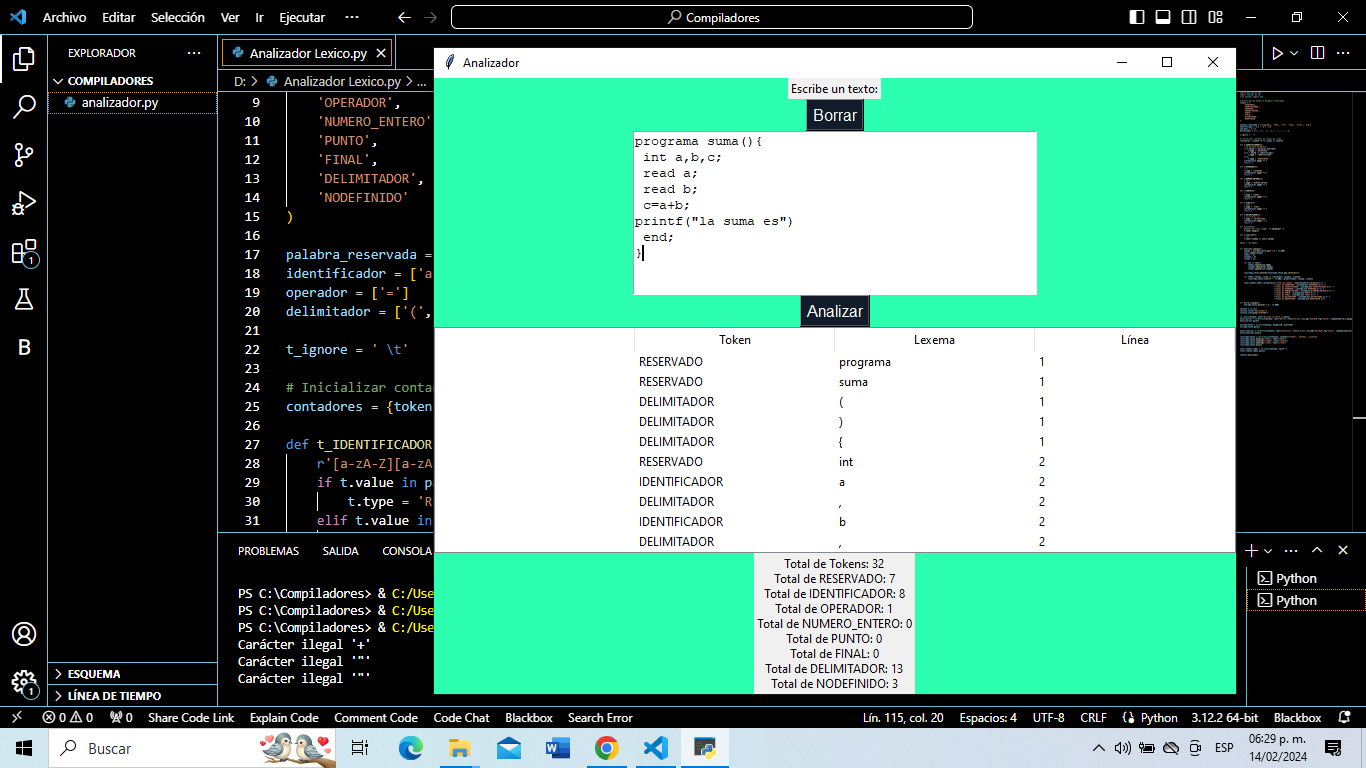 Archivo Editar Selección Ver Ir Ejecutar ··· Compiladores
EXPLORADOR ···
COMPILADORES
analizador.py
ESQUEMA
LÍNEA DE TIEMPO
Analizador Lexico.py
D: > Analizador Lexico.py > ...
9 'OPERADOR',
10 'NUMERO_ENTERO'
11 'PUNTO',
12 'FINAL',
13 'DELIMITADOR',
14 'NODEFINIDO'
15 )
16
17 palabra_reservada =
18 identificador = ['a
19 operador = ['=']
20 delimitador = ['(',
21
22 t_ignore = ' \t'
23
24 # Inicializar conta
25 contadores = {token
26
27 def t_IDENTIFICADOR
28 r'[a-zA-Z][a-zA
29 if t.value in p
30 t.type = 'R
31 elif t.value in
PROBLEMAS SALIDA CONSOLA
PS C:\Compiladores> & C:/Use
PS C:\Compiladores> & C:/Use
PS C:\Compiladores> & C:/Use
Carácter ilegal '+'
Carácter ilegal '"'
Carácter ilegal '"'
Analizador
Escribe un texto:
Borrar
programa suma(){
int a,b,c;
read a;
read b;
c=a+b;
printf("la suma es")
end;
}
Analizar
Token Lexema Línea
RESERVADO programa 1
RESERVADO suma 1
DELIMITADOR ( 1
DELIMITADOR ) 1
DELIMITADOR { 1
RESERVADO int 2
IDENTIFICADOR a 2
DELIMITADOR , 2
IDENTIFICADOR b 2
DELIMITADOR , 2
Total de Tokens: 32
Total de RESERVADO: 7
Total de IDENTIFICADOR: 8
Total de OPERADOR: 1
Total de NUMERO_ENTERO: 0
Total de PUNTO: 0
Total de FINAL: 0
Total de DELIMITADOR: 13
Total de NODEFINIDO: 3
Python
Python
0 0 0 Share Code Link Explain Code Comment Code Code Chat Blackbox Search Error Lín. 115, col. 20 Espacios: 4 UTF-8 CRLF Python 3.12.2 64-bit Blackbox
Buscar ESP 06:29 p. m.
14/02/2024